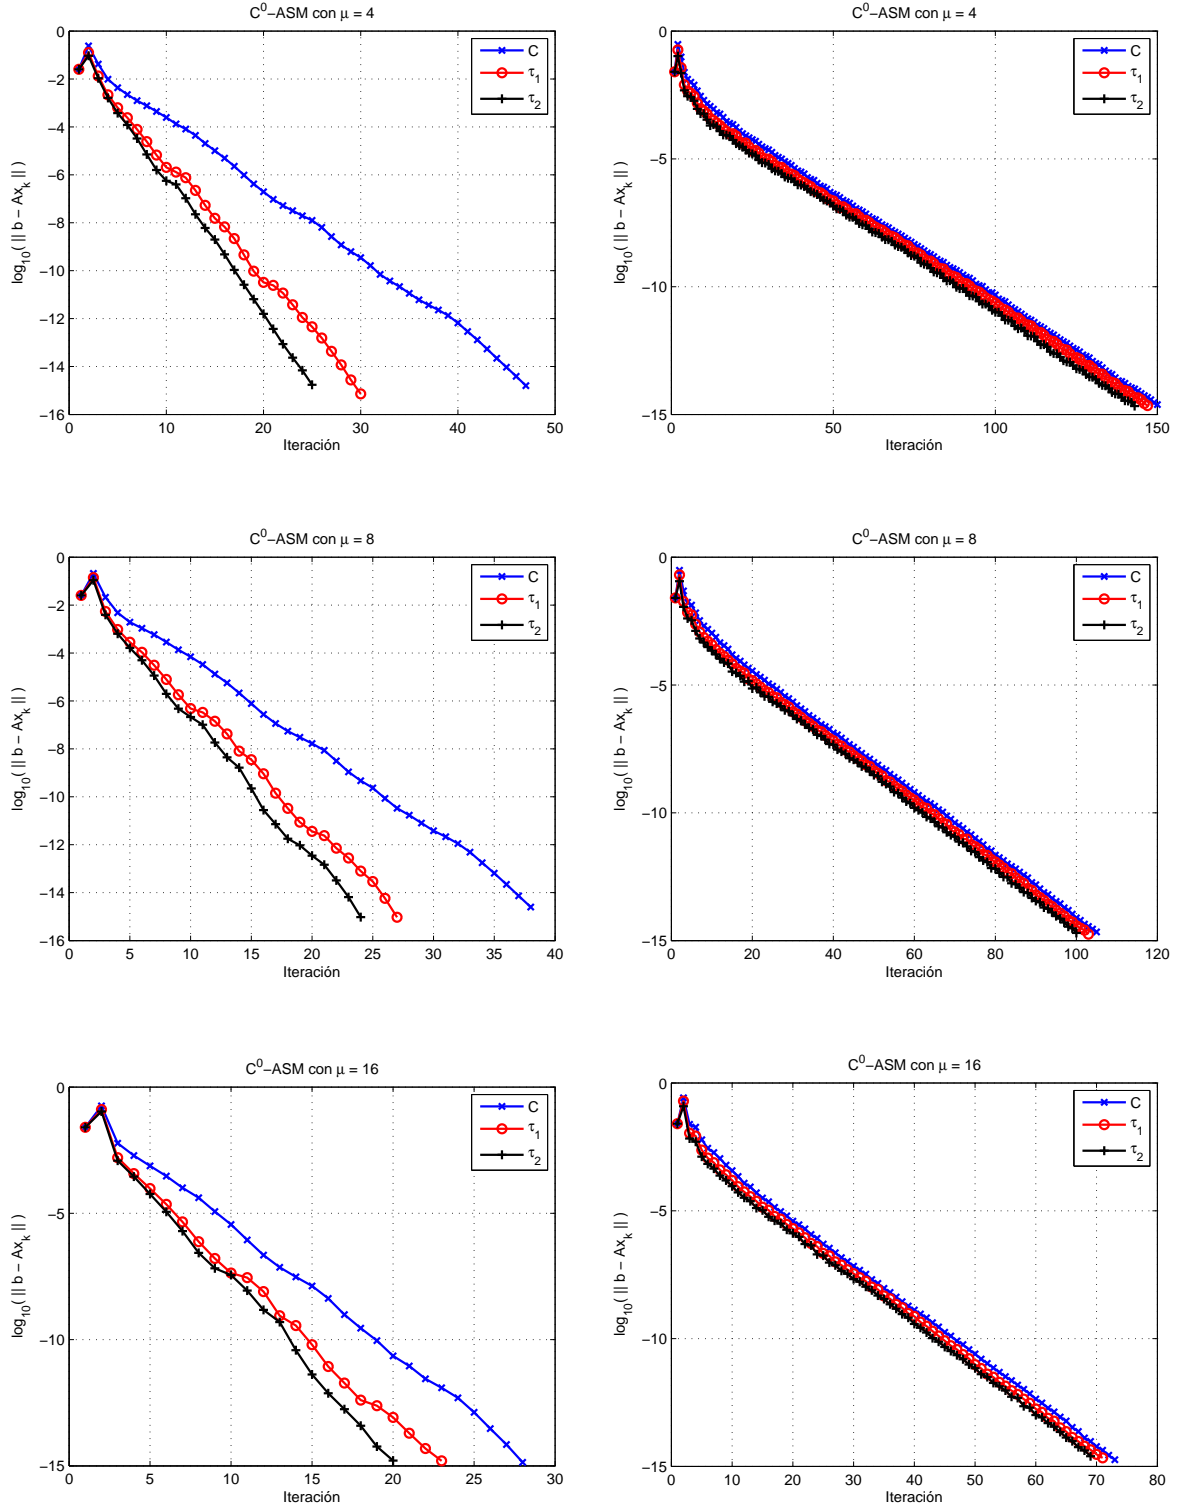 C⁰−ASM con μ = 4
0
−2
−4
−6
−8
−10
−12
−14
−16
0 10 20 30 40 50
log₁₀( || b − Axₖ || )
Iteración
C
τ₁
τ₂
C⁰−ASM con μ = 4
0
−5
−10
−15
0 50 100 150
log₁₀( || b − Axₖ || )
Iteración
C
τ₁
τ₂
C⁰−ASM con μ = 8
0
−2
−4
−6
−8
−10
−12
−14
−16
0 5 10 15 20 25 30 35 40
log₁₀( || b − Axₖ || )
Iteración
C
τ₁
τ₂
C⁰−ASM con μ = 8
0
−5
−10
−15
0 20 40 60 80 100 120
log₁₀( || b − Axₖ || )
Iteración
C
τ₁
τ₂
C⁰−ASM con μ = 16
0
−5
−10
−15
0 5 10 15 20 25 30
log₁₀( || b − Axₖ || )
Iteración
C
τ₁
τ₂
C⁰−ASM con μ = 16
0
−5
−10
−15
0 10 20 30 40 50 60 70 80
log₁₀( || b − Axₖ || )
Iteración
C
τ₁
τ₂